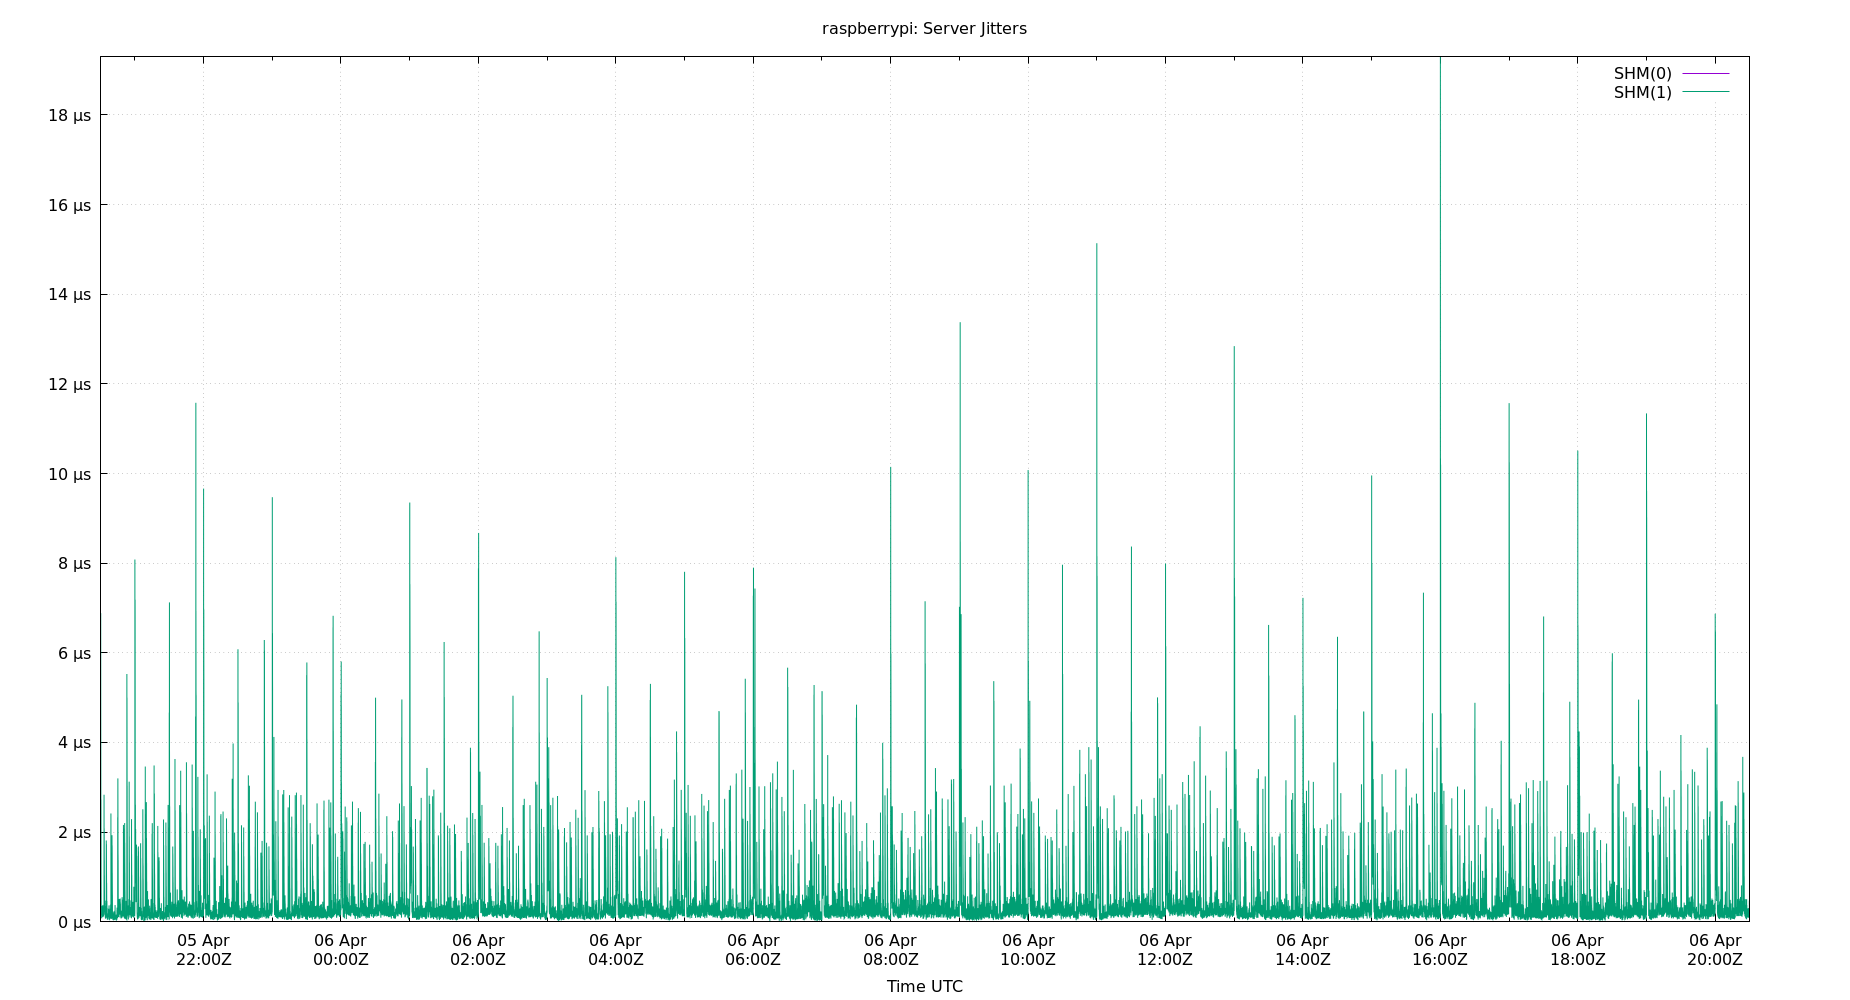 raspberrypi: Server Jitters
SHM(0)
SHM(1)
18 µs
16 µs
14 µs
12 µs
10 µs
8 µs
6 µs
4 µs
2 µs
0 µs
05 Apr 06 Apr 06 Apr 06 Apr 06 Apr 06 Apr 06 Apr 06 Apr 06 Apr 06 Apr 06 Apr 06 Apr
22:00Z 00:00Z 02:00Z 04:00Z 06:00Z 08:00Z 10:00Z 12:00Z 14:00Z 16:00Z 18:00Z 20:00Z
Time UTC